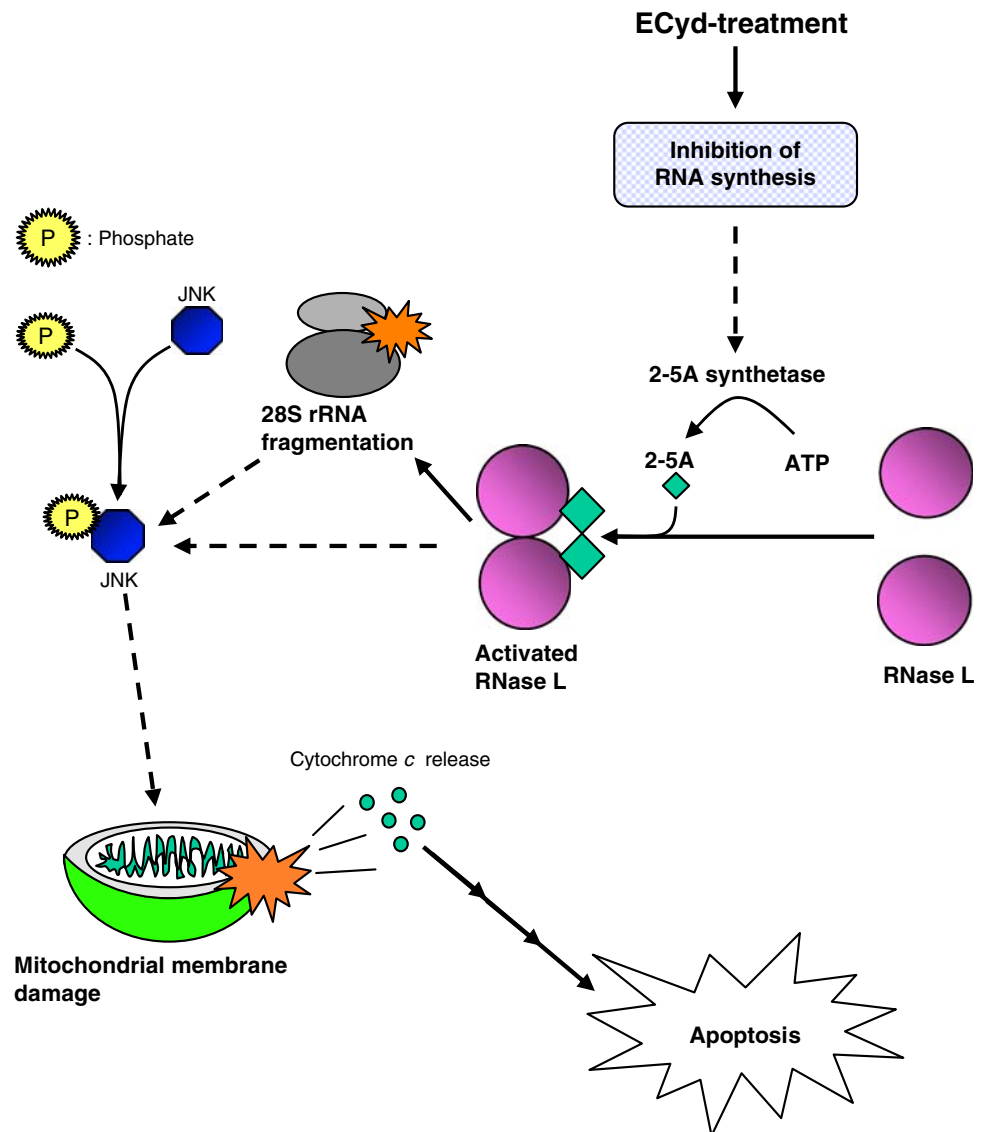 ECyd-treatment
Inhibition of
RNA synthesis
P : Phosphate
JNK
P
2-5A synthetase
28S rRNA
fragmentation
2-5A
ATP
P
JNK
Activated
RNase L
RNase L
Cytochrome c release
Mitochondrial membrane
damage
Apoptosis